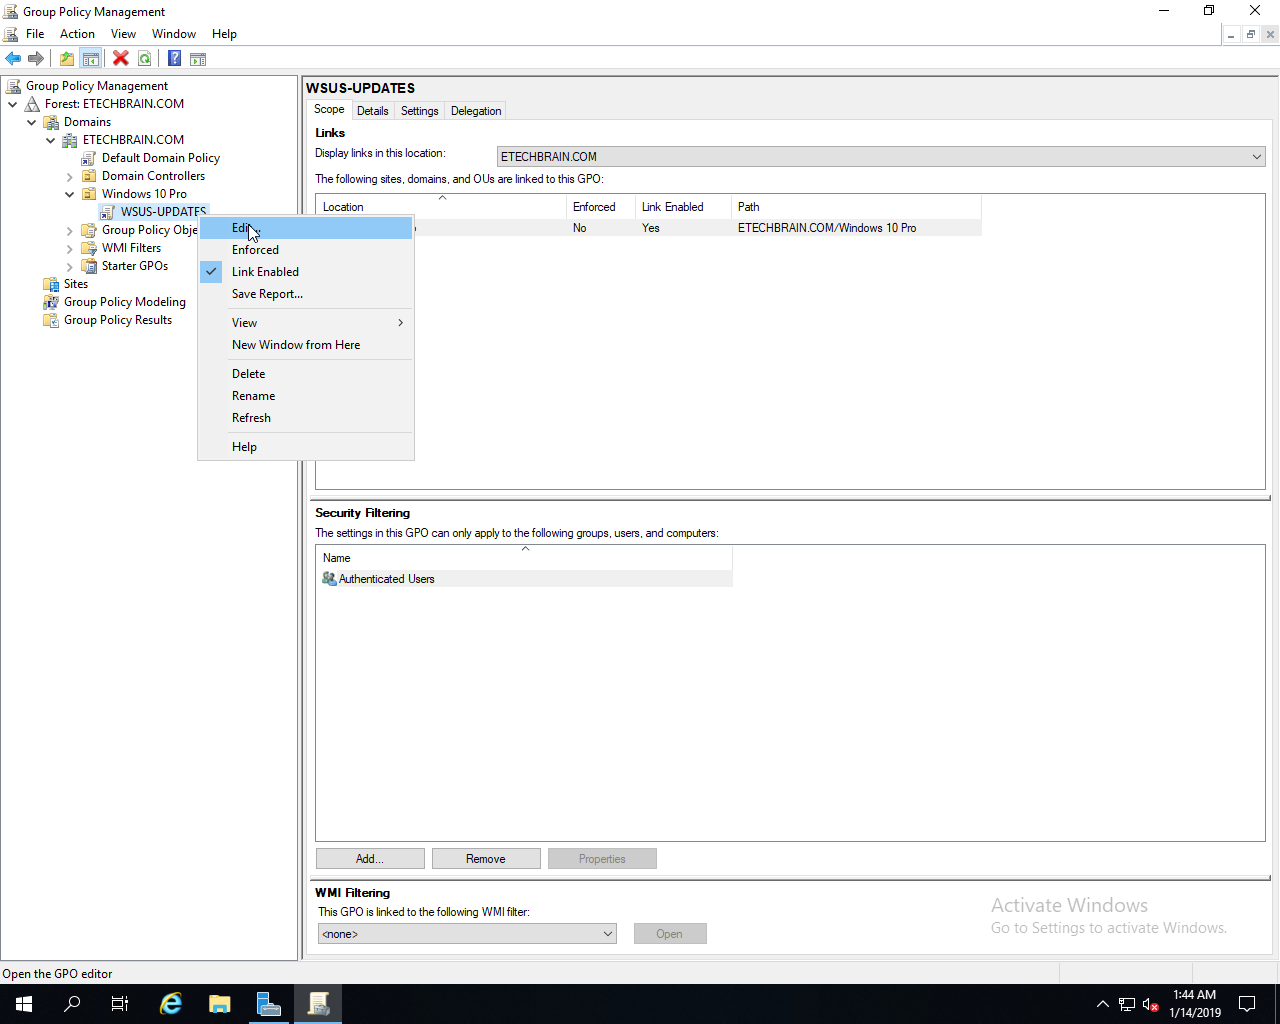 Group Policy Management
File Action View Window Help
Group Policy Management
Forest: ETECHBRAIN.COM
Domains
ETECHBRAIN.COM
Default Domain Policy
Domain Controllers
Windows 10 Pro
WSUS-UPDATES
Group Policy Obje
WMI Filters
Starter GPOs
Sites
Group Policy Modeling
Group Policy Results
Edit...
Enforced
Link Enabled
Save Report...
View
New Window from Here
Delete
Rename
Refresh
Help
WSUS-UPDATES
Scope Details Settings Delegation
Links
Display links in this location: ETECHBRAIN.COM
The following sites, domains, and OUs are linked to this GPO:
Location Enforced Link Enabled Path
No Yes ETECHBRAIN.COM/Windows 10 Pro
Security Filtering
The settings in this GPO can only apply to the following groups, users, and computers:
Name
Authenticated Users
Add... Remove Properties
WMI Filtering
This GPO is linked to the following WMI filter:
<none> Open
Activate Windows
Go to Settings to activate Windows.
Open the GPO editor
1:44 AM
1/14/2019